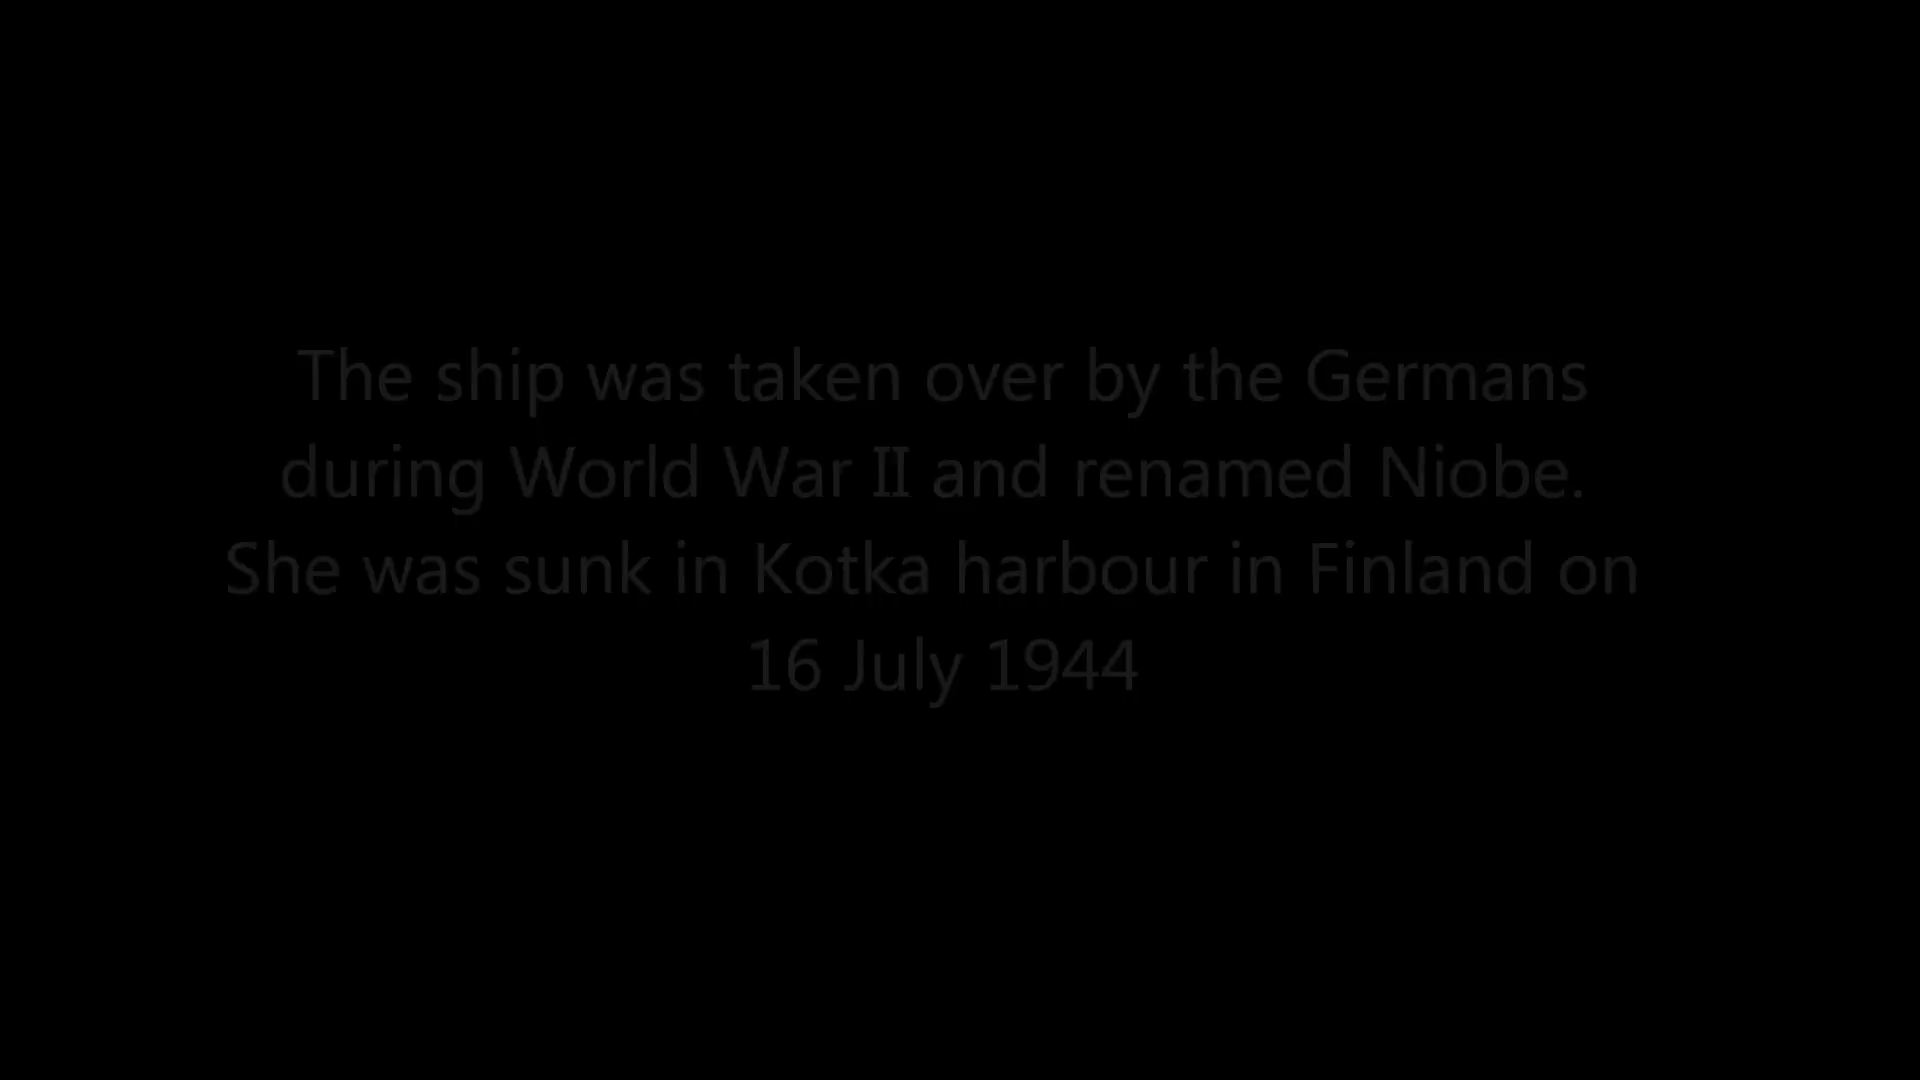 The ship was taken over by the Germans
during World War II and renamed Niobe.
She was sunk in Kotka harbour in Finland on
16 July 1944